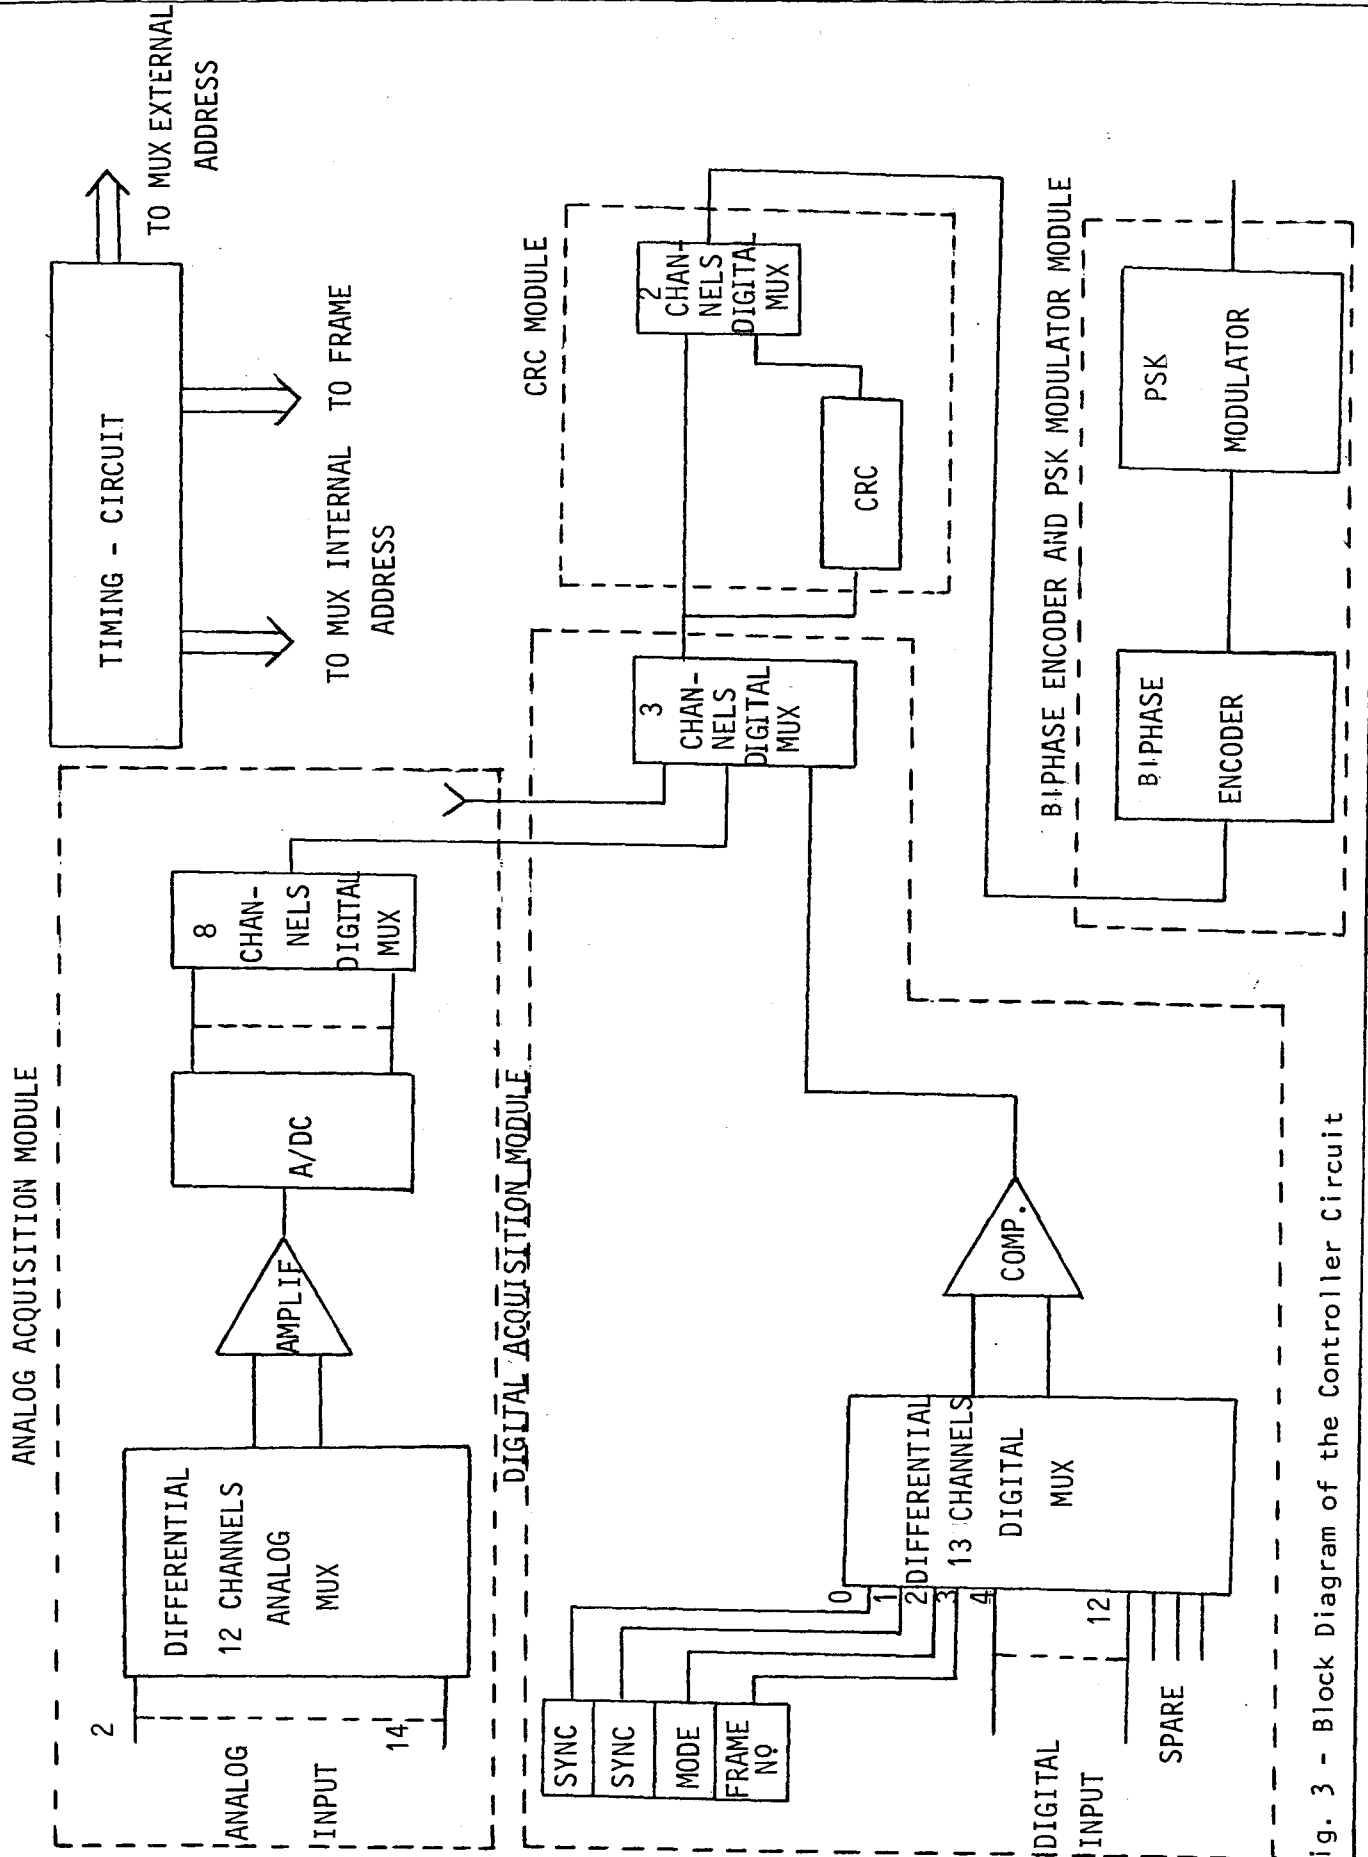 ANALOG ACQUISITION MODULE
2
14
ANALOG
INPUT
DIFFERENTIAL
12 CHANNELS
ANALOG
MUX
AMPLIF
A/DC
8
CHAN-
NELS
DIGITAL
MUX
TIMING - CIRCUIT
TO MUX EXTERNAL
ADDRESS
TO MUX INTERNAL
ADDRESS
TO FRAME
DIGITAL ACQUISITION MODULE
SYNC
SYNC
MODE
FRAME
Nº
0
1
2
3
4
12
DIGITAL
INPUT
SPARE
DIFFERENTIAL
13 CHANNELS
DIGITAL
MUX
COMP.
3
CHAN-
NELS
DIGITAL
MUX
CRC MODULE
CRC
2
CHAN-
NELS
DIGITAL
MUX
BIPHASE ENCODER AND PSK MODULATOR MODULE
BIPHASE
ENCODER
PSK
MODULATOR
ig. 3 - Block Diagram of the Controller Circuit